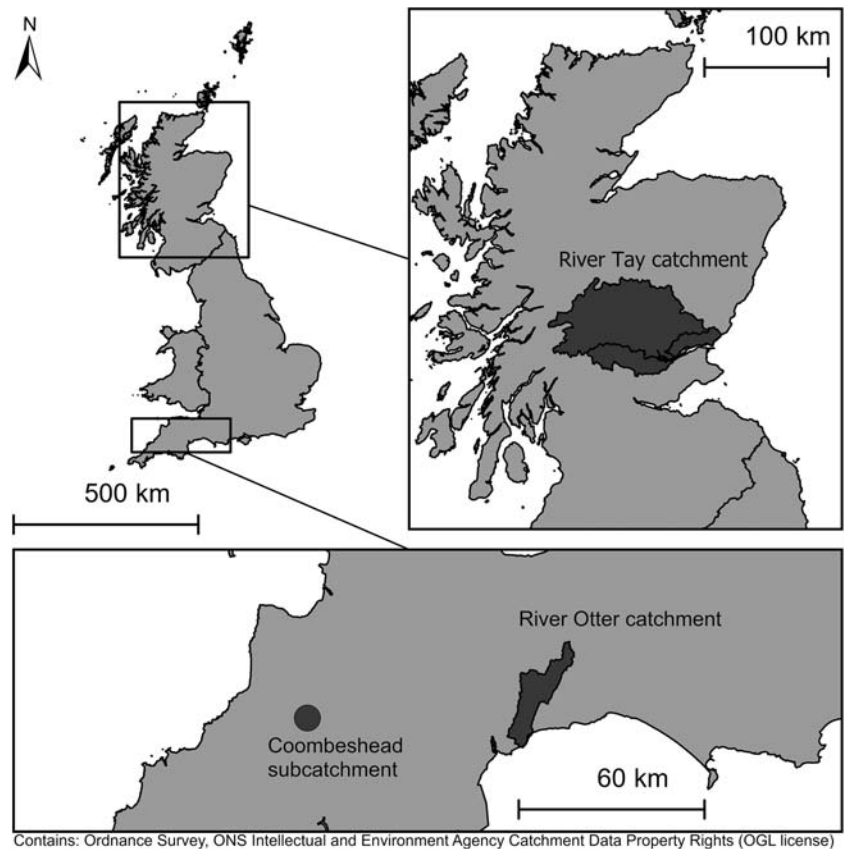 N
100 km
River Tay catchment
500 km
River Otter catchment
Coombeshead
subcatchment
60 km
Contains: Ordnance Survey, ONS Intellectual and Environment Agency Catchment Data Property Rights (OGL license)